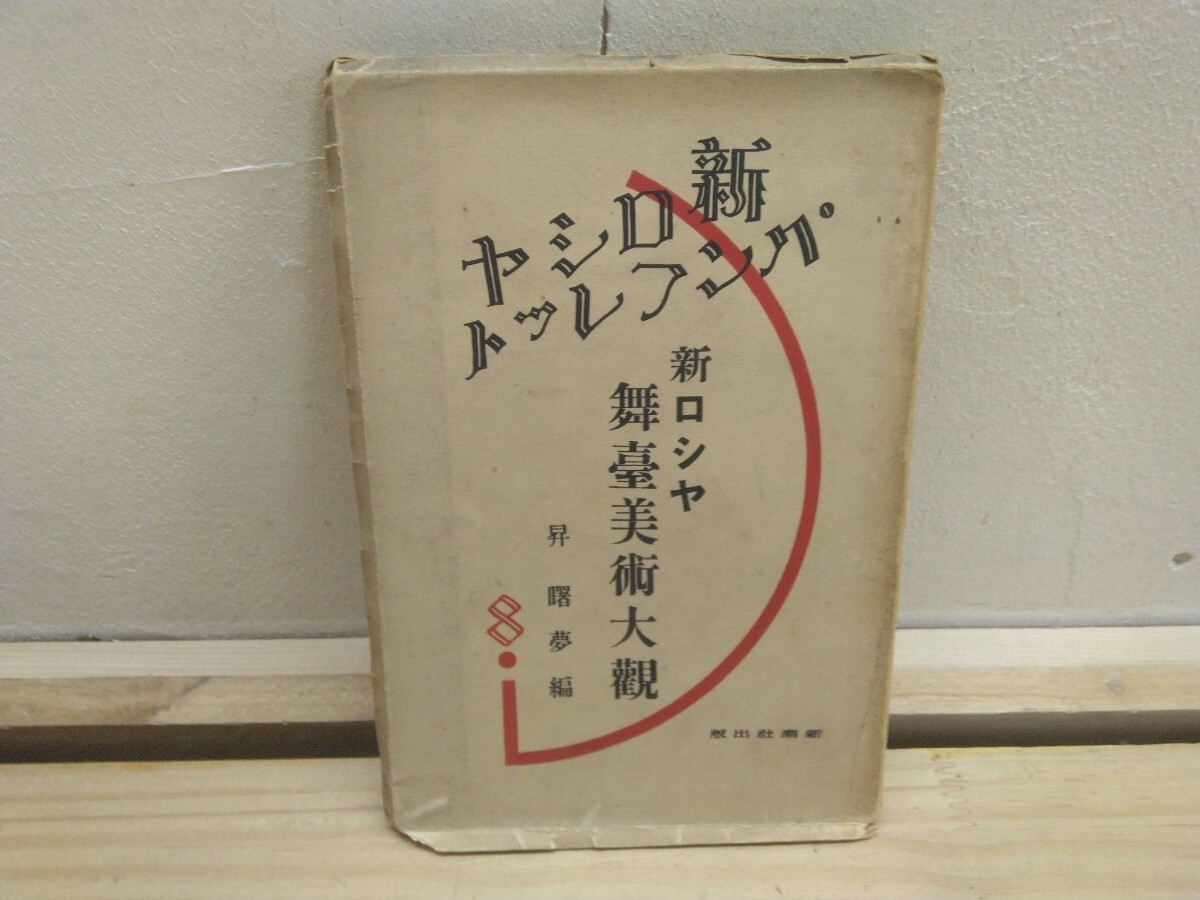 新ロシヤ
パンフレット
新ロシヤ
舞臺美術大觀
昇曙夢編
8
新潮社出版